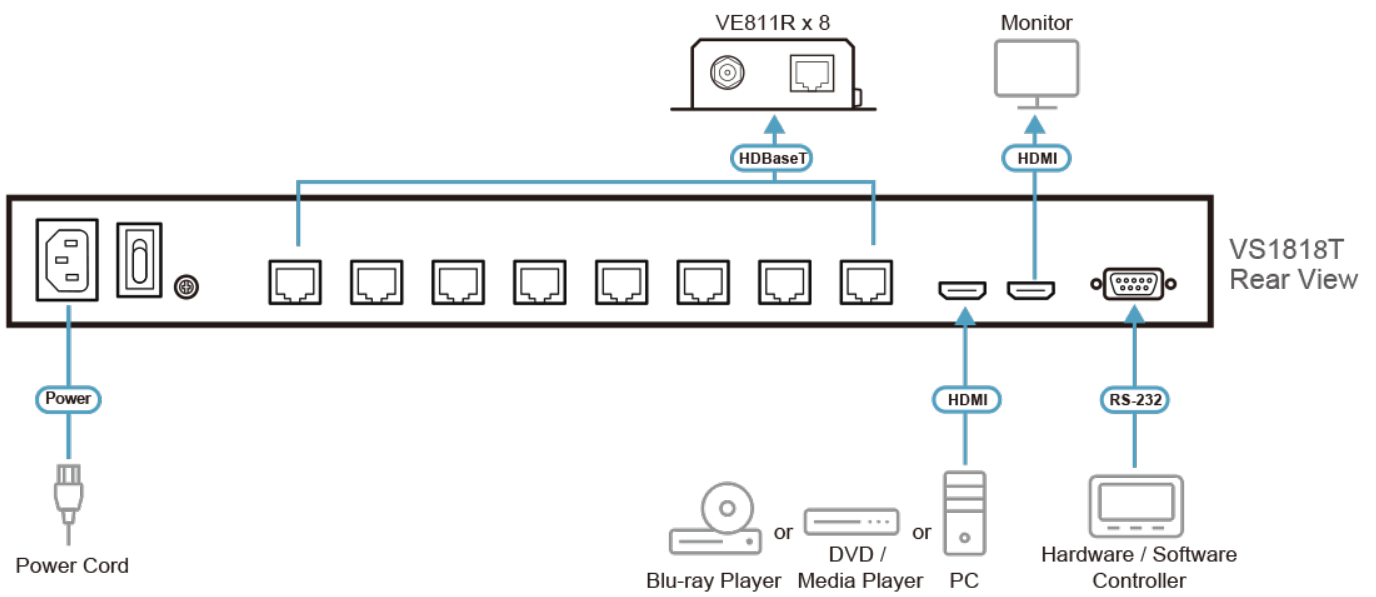 VE811R x 8
Monitor
HDBaseT
HDMI
VS1818T
Rear View
Power
HDMI
RS-232
or
or
Power Cord
Blu-ray Player
DVD /
Media Player
PC
Hardware / Software
Controller